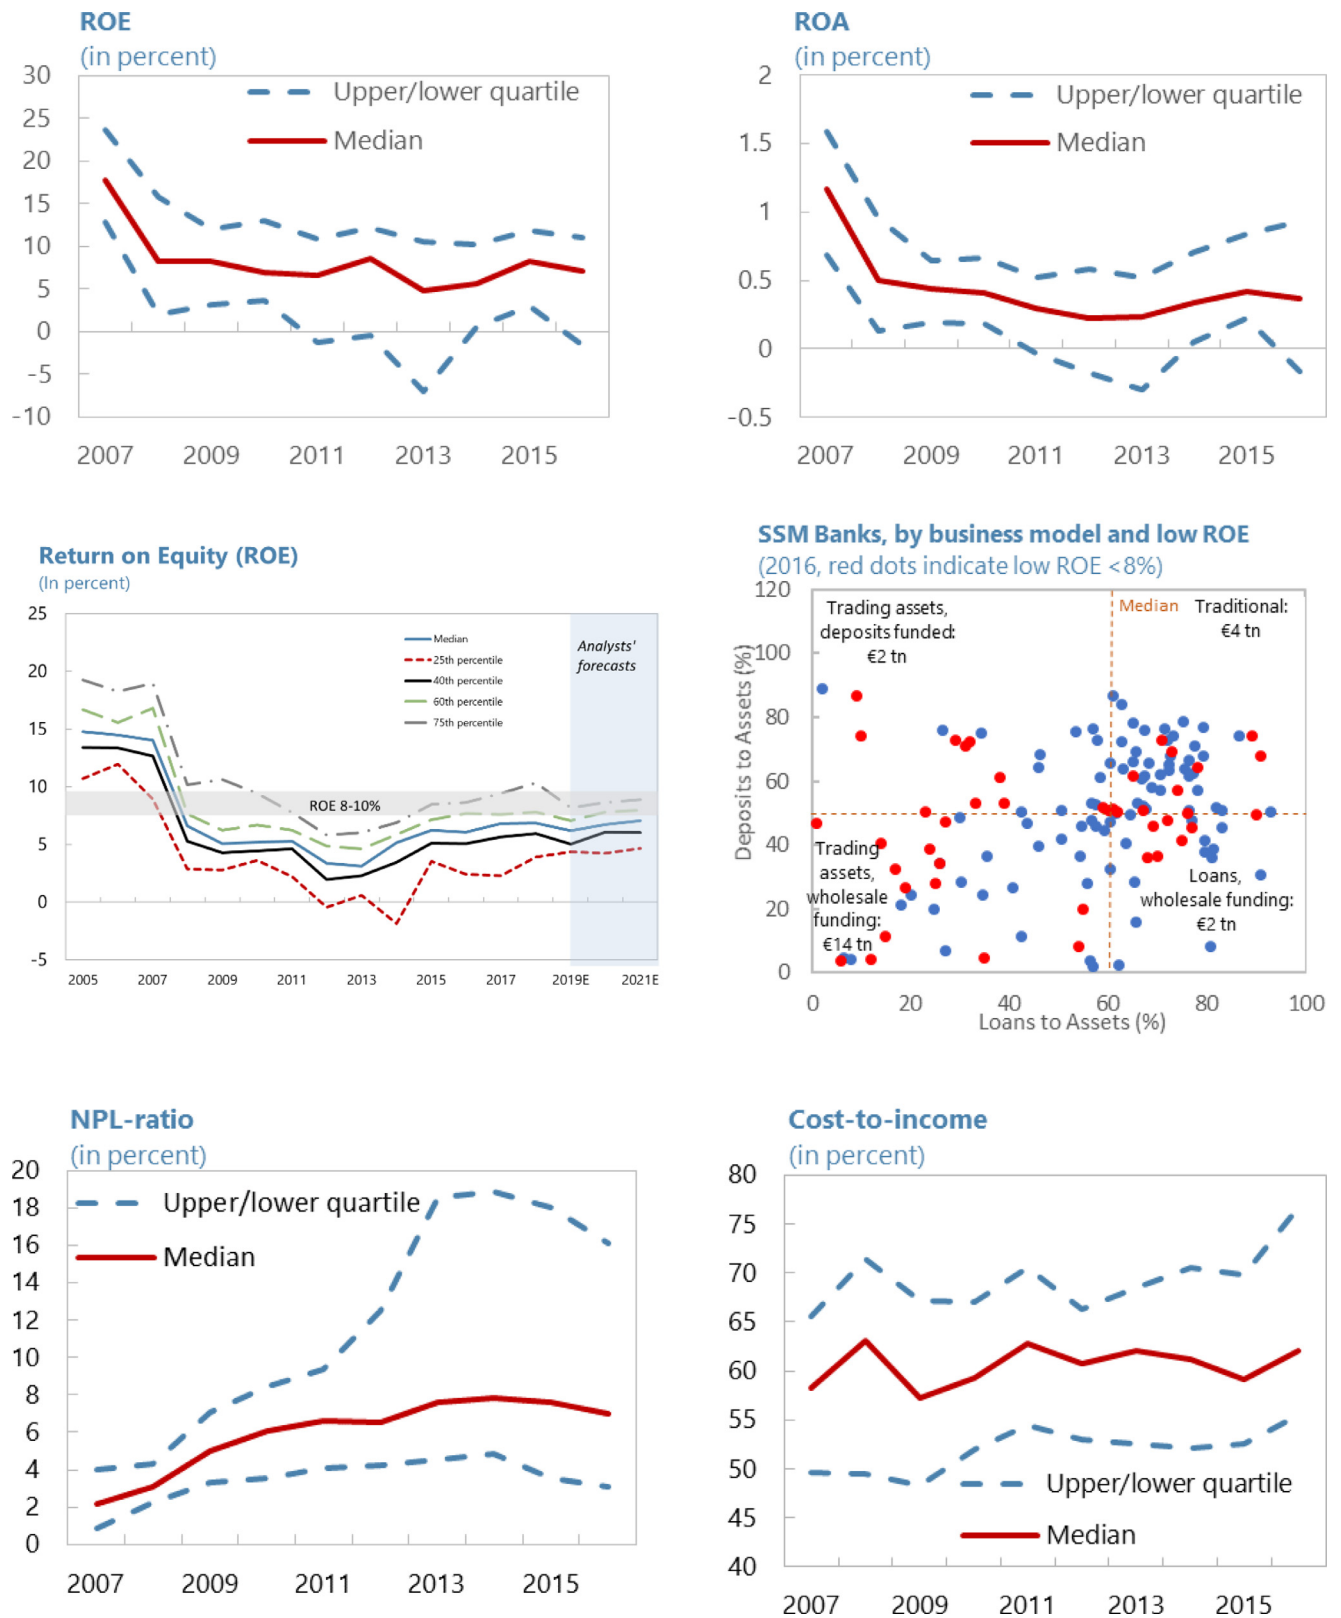 ROE
(in percent)
30
25
20
15
10
5
0
-5
-10
Upper/lower quartile
Median
2007
2009
2011
2013
2015
ROA
(in percent)
2
1.5
1
0.5
0
-0.5
Upper/lower quartile
Median
2007
2009
2011
2013
2015
Return on Equity (ROE)
(In percent)
25
20
15
10
5
0
-5
Median
25th percentile
40th percentile
60th percentile
75th percentile
Analysts'
forecasts
ROE 8-10%
2005
2007
2009
2011
2013
2015
2017
2019E
2021E
SSM Banks, by business model and low ROE
(2016, red dots indicate low ROE <8%)
Deposits to Assets (%)
120
100
80
60
40
20
0
Trading assets,
deposits funded:
€2 tn
Median
Traditional:
€4 tn
Trading
assets,
wholesale
funding:
€14 tn
Loans,
wholesale funding:
€2 tn
0
20
40
60
80
100
Loans to Assets (%)
NPL-ratio
(in percent)
20
18
16
14
12
10
8
6
4
2
0
Upper/lower quartile
Median
2007
2009
2011
2013
2015
Cost-to-income
(in percent)
80
75
70
65
60
55
50
45
40
Upper/lower quartile
Median
2007
2009
2011
2013
2015